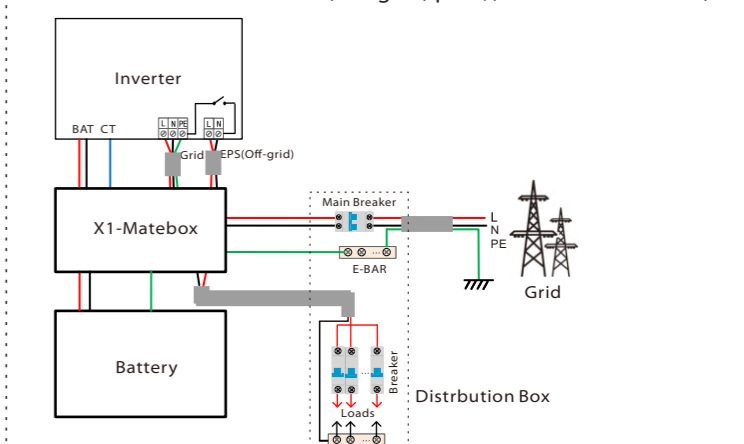 Inverter
BAT CT
L N PE
L N
Grid
EPS(Off-grid)
X1-Matebox
Main Breaker
L
N
PE
E-BAR
Grid
Battery
Breaker
Loads
Distrbution Box